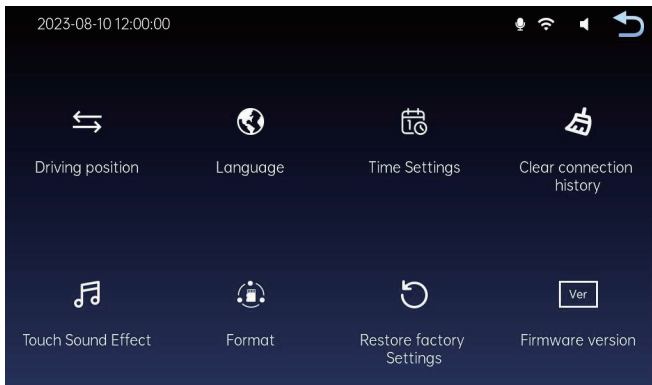 2023-08-10 12:00:00
Driving position
Language
Time Settings
Clear connection
history
Touch Sound Effect
Format
Restore factory
Settings
Ver
Firmware version